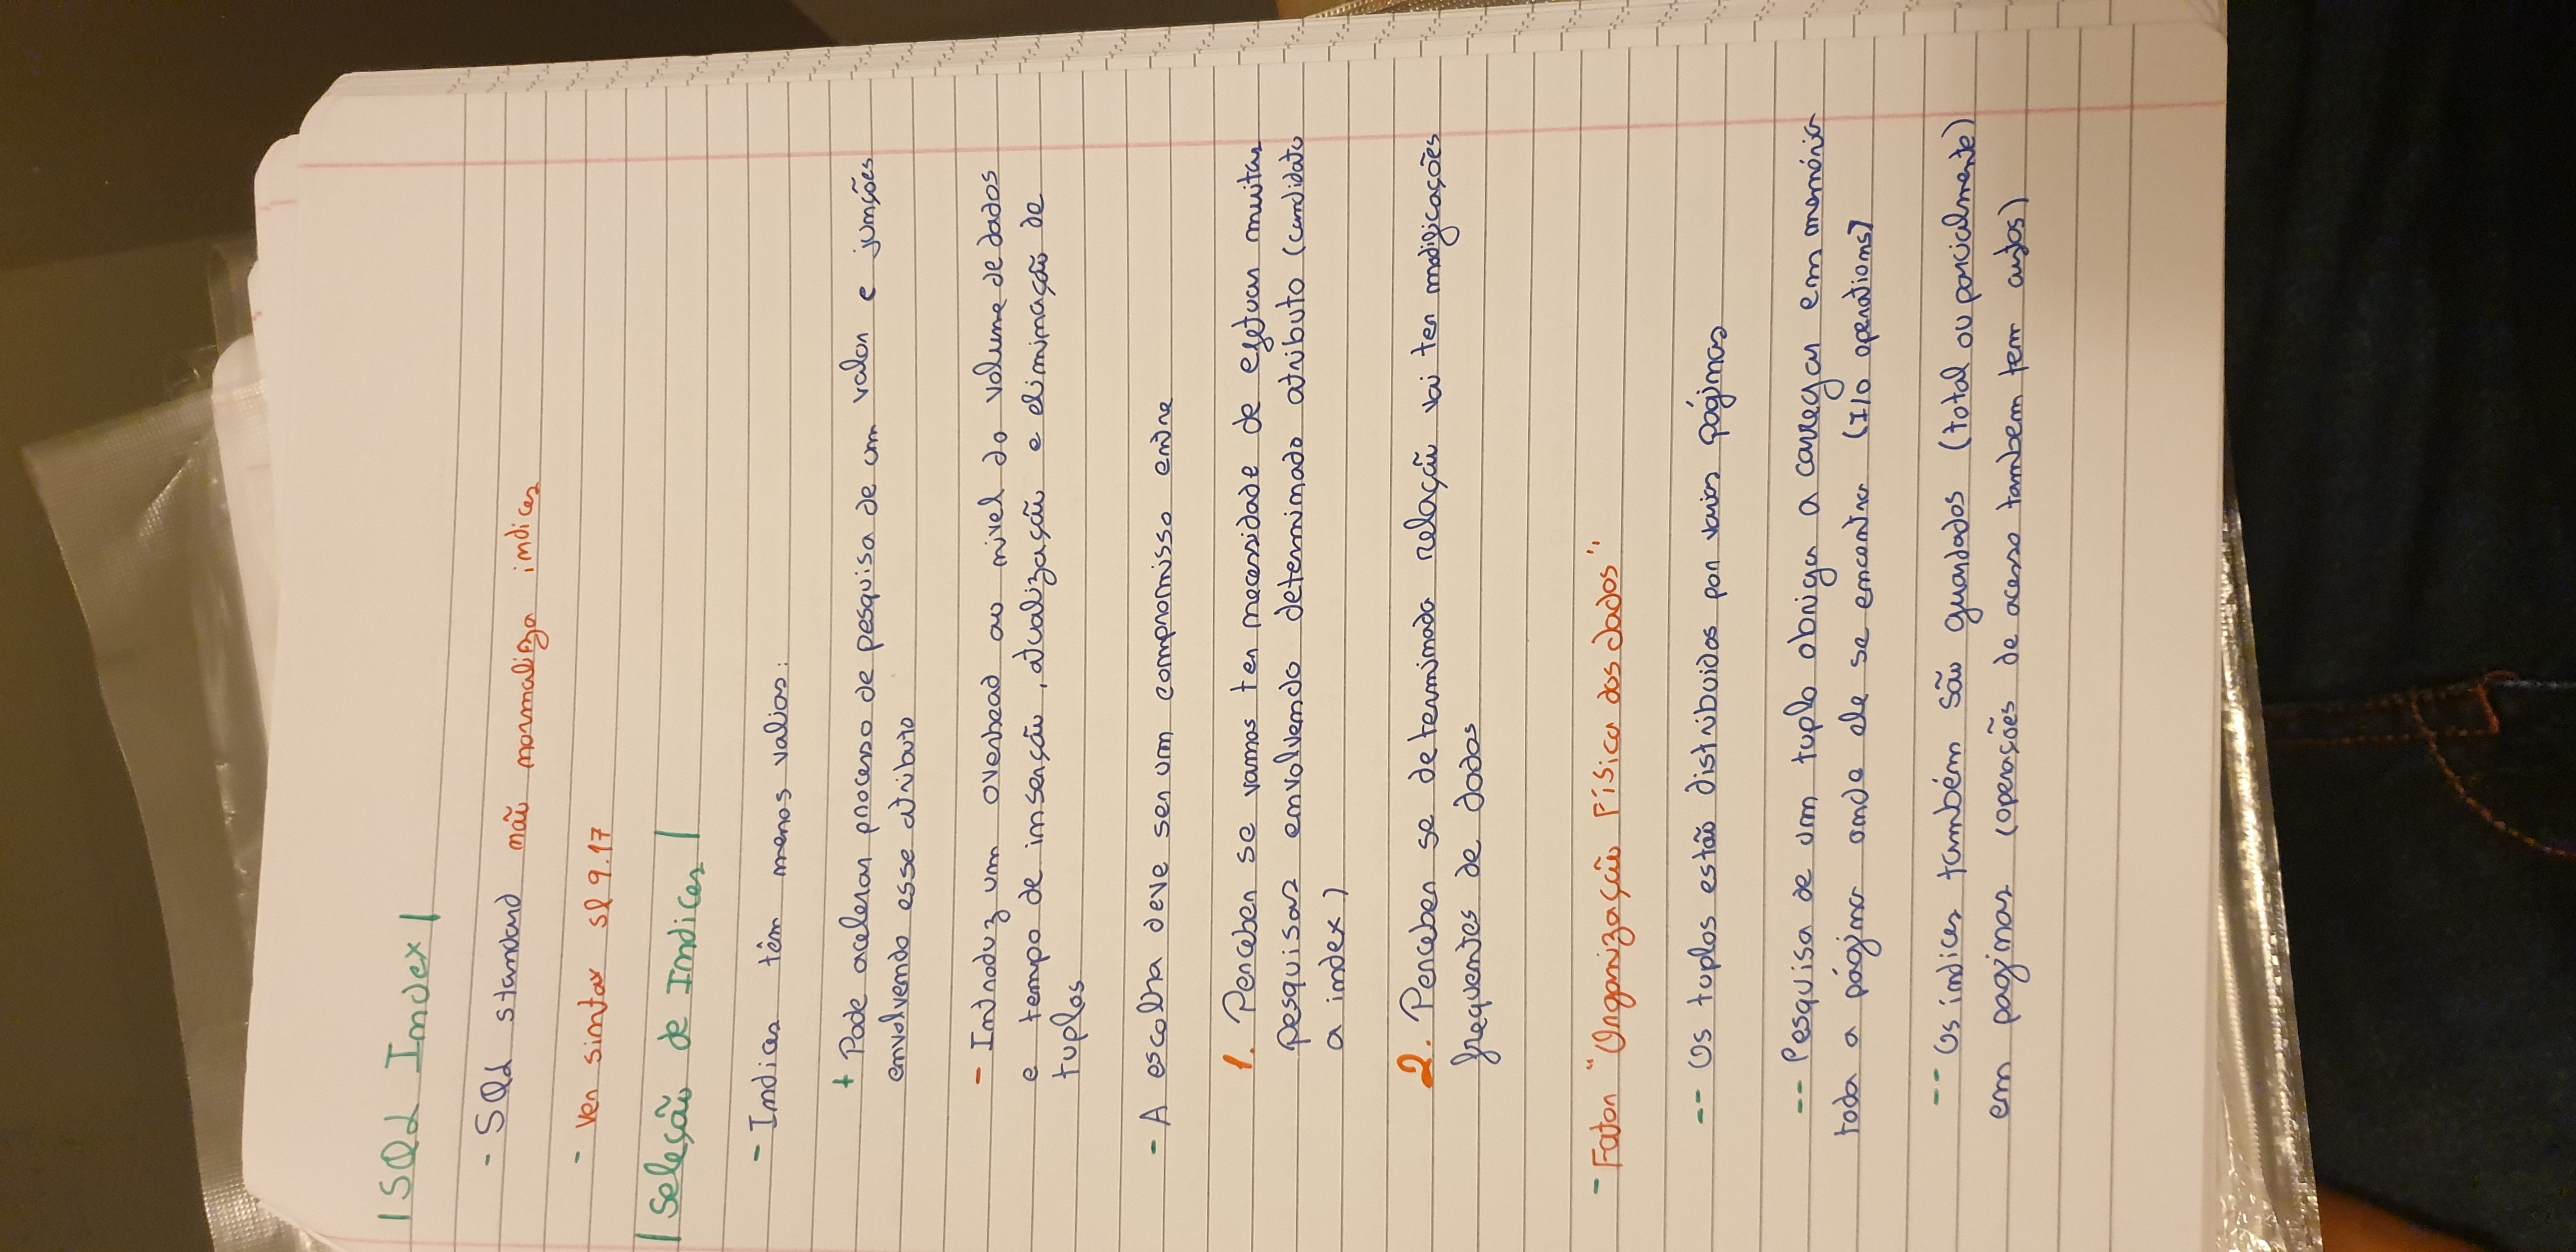 |SQL Index|
- SQL standard não normaliza indices
- Ver sintax sl 9.17
|Seleção de Indices|
- Indices têm menos valias:
+ Pode acelerar processo de pesquisa de um valor e junções
envolvendo esse atributo
- Introduz um overhead ao nivel do volume de dados
e tempo de inserção, atualização e eliminação de
tuplos
- A escolha deve ser um compromisso entre
1. Perceber se vamos ter necessidade de efetuar muitas
pesquisas envolvendo determinado atributo (candidato
a index)
2. Perceber se determinada relação vai ter modificações
frequentes de dados
- Fator "Organização Física dos dados"
-- Os tuplos estão distribuidos por varias páginas
-- Pesquisa de um tuplo obriga a carregar em memória
toda a página onde ele se encontra (I/O operations)
-- Os indices também são guardados (total ou parcialmente)
em paginas (operações de acesso tambem tem custos)